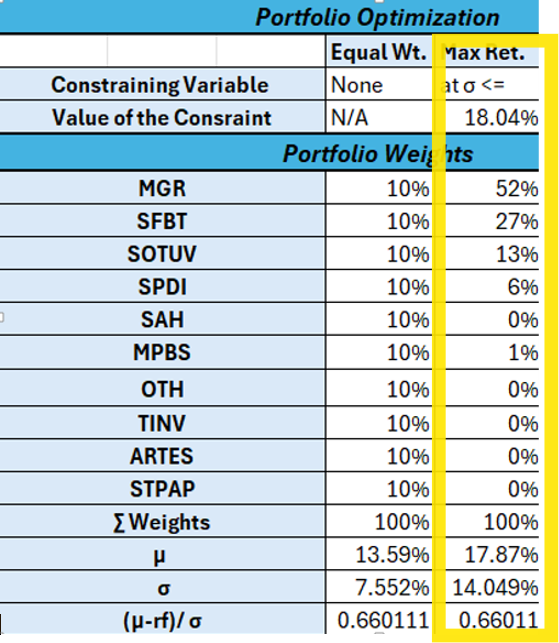 Portfolio Optimization
Equal Wt. Max Ret.
Constraining Variable None at σ <=
Value of the Consraint N/A 18.04%
Portfolio Weights
MGR 10% 52%
SFBT 10% 27%
SOTUV 10% 13%
SPDI 10% 6%
SAH 10% 0%
MPBS 10% 1%
OTH 10% 0%
TINV 10% 0%
ARTES 10% 0%
STPAP 10% 0%
∑ Weights 100% 100%
μ 13.59% 17.87%
σ 7.552% 14.049%
(μ-rf)/ σ 0.660111 0.66011